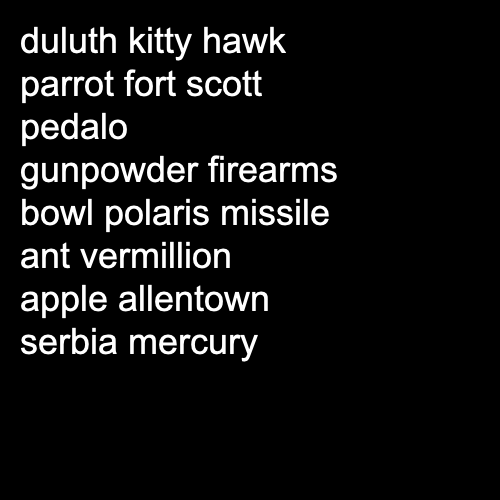 duluth kitty hawk
parrot fort scott
pedalo
gunpowder firearms
bowl polaris missile
ant vermillion
apple allentown
serbia mercury